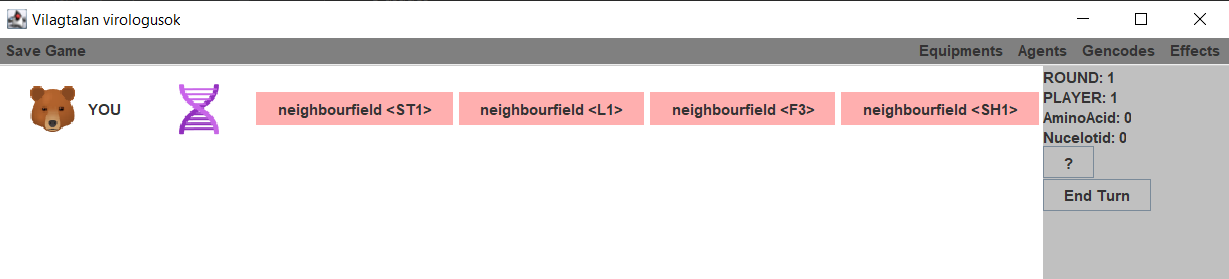 Vilagtalan virologusok
Save Game Equipments Agents Gencodes Effects
YOU neighbourfield <ST1> neighbourfield <L1> neighbourfield <F3> neighbourfield <SH1>
ROUND: 1
PLAYER: 1
AminoAcid: 0
Nucelotid: 0
?
End Turn